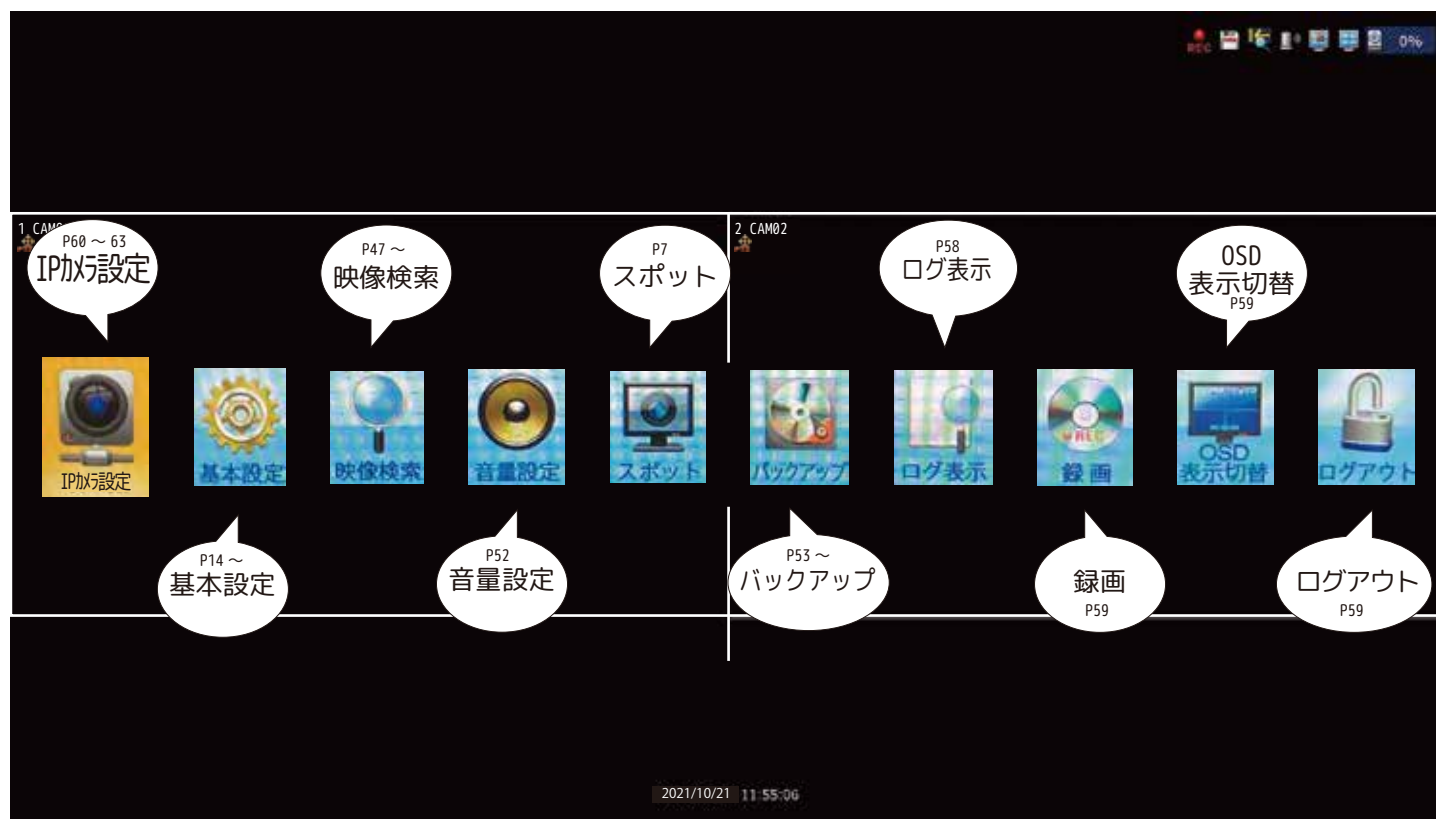 REC
0%
1 CAM
2 CAM02
P60 ～ 63
IPｶﾒﾗ設定
P47 ～
映像検索
P7
スポット
P58
ログ表示
OSD
表示切替
P59
IPｶﾒﾗ設定
基本設定
映像検索
音量設定
スポット
バックアップ
ログ表示
REC
録画
OSD
表示切替
ログアウト
P14 ～
基本設定
P52
音量設定
P53 ～
バックアップ
録画
P59
ログアウト
P59
2021/10/21 11:55:06